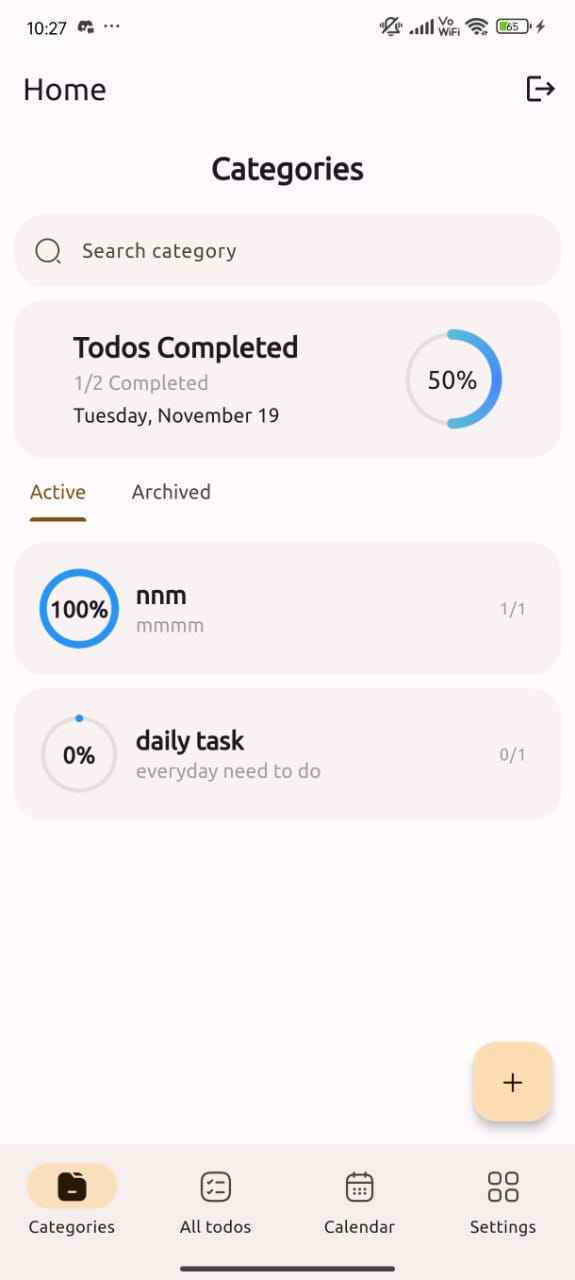 10:27
Vo
WiFi
65
Home
Categories
Search category
Todos Completed
1/2 Completed
Tuesday, November 19
50%
Active
Archived
100%
nnm
mmmm
1/1
0%
daily task
everyday need to do
0/1
+
Categories
All todos
Calendar
Settings